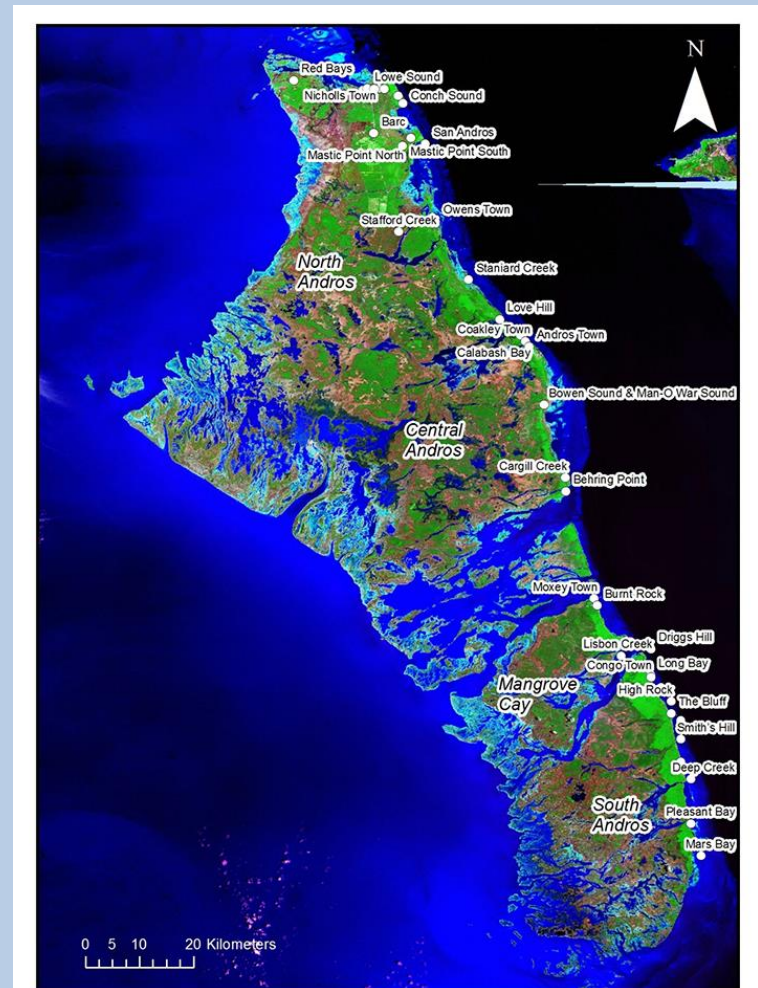 N
Red Bays
Lowe Sound
Nicholls Town
Conch Sound
Barc
San Andros
Mastic Point North
Mastic Point South
Owens Town
Stafford Creek
North
Andros
Staniard Creek
Love Hill
Coakley Town
Andros Town
Calabash Bay
Bowen Sound & Man-O War Sound
Central
Andros
Cargill Creek
Behring Point
Moxey Town
Burnt Rock
Driggs Hill
Lisbon Creek
Congo Town
Long Bay
Mangrove
Cay
High Rock
The Bluff
Smith's Hill
Deep Creek
South
Andros
Pleasant Bay
Mars Bay
0 5 10 20 Kilometers